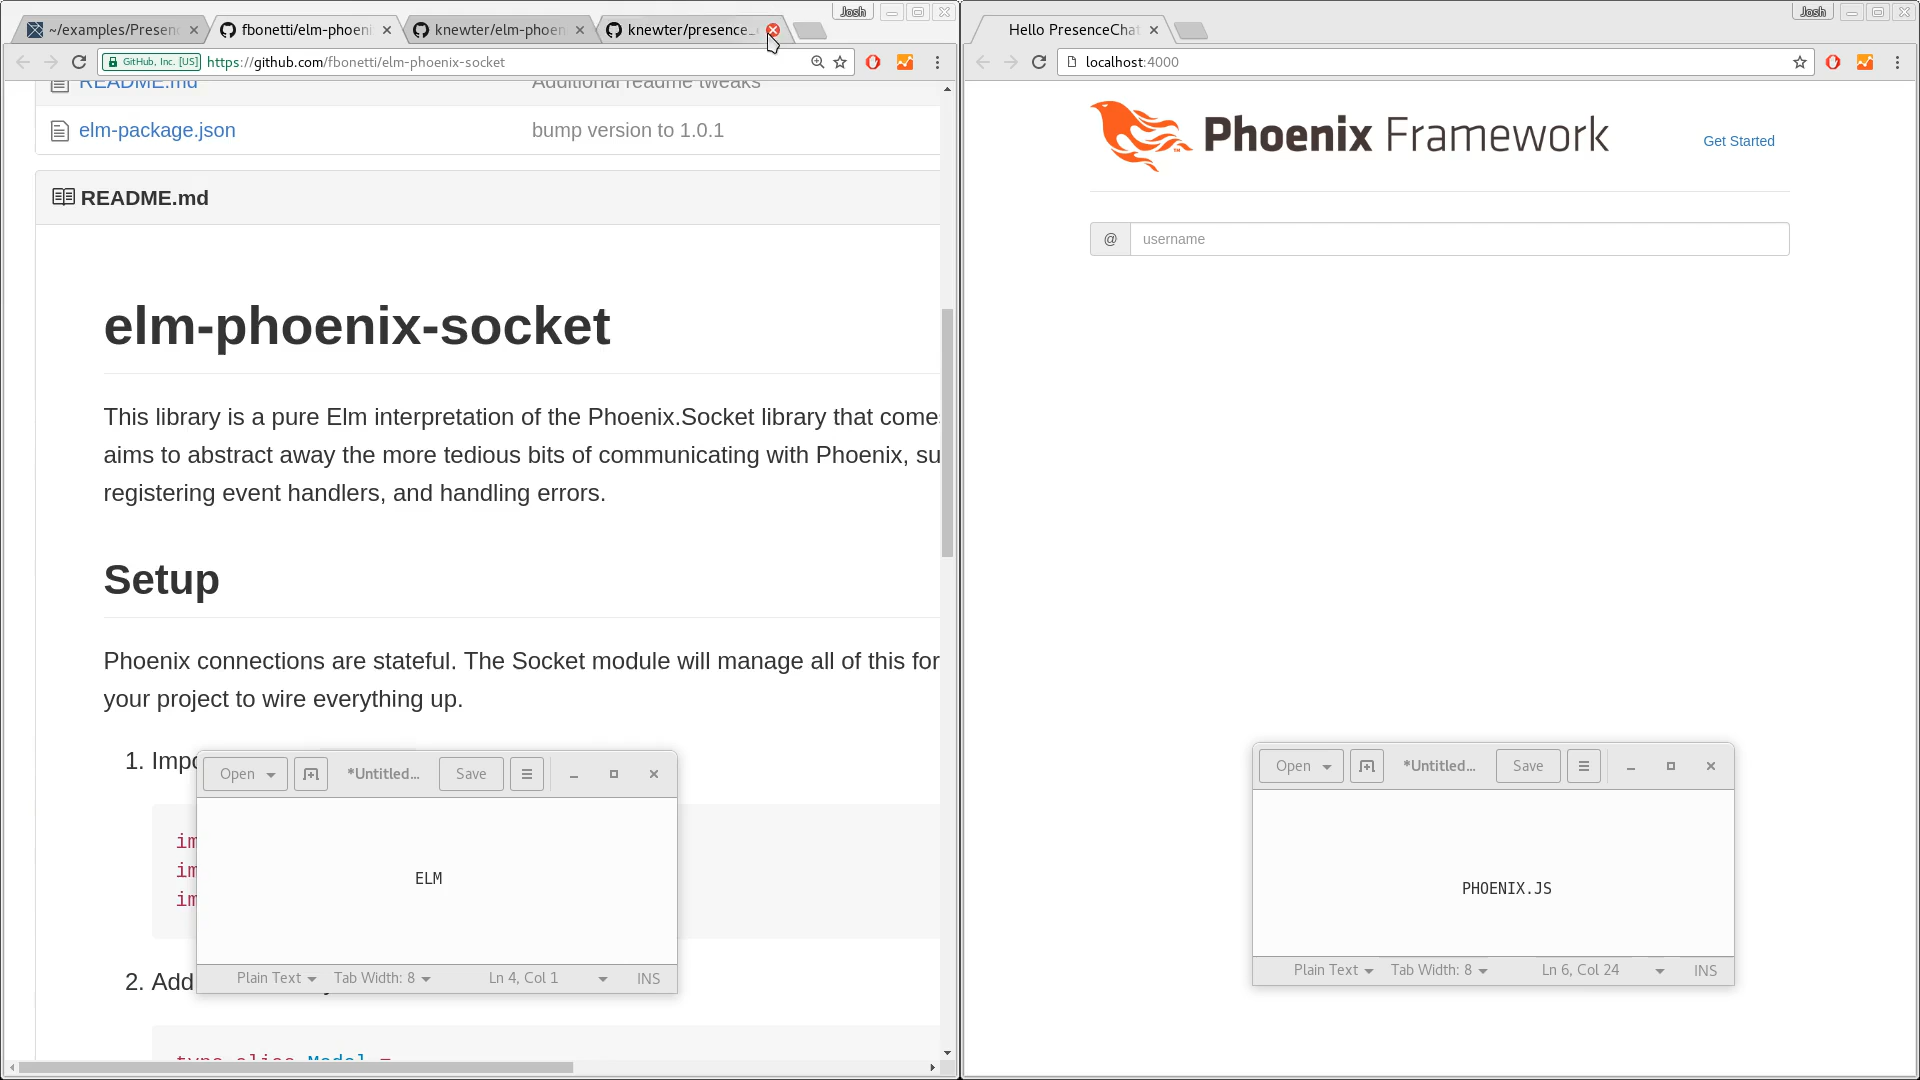 ~/examples/Presen
fbonetti/elm-phoeni
knewter/elm-phoen
knewter/presence_
Josh
GitHub, Inc. [US]
https://github.com/fbonetti/elm-phoenix-socket
README.md
Additional readme tweaks
elm-package.json
bump version to 1.0.1
README.md
elm-phoenix-socket
This library is a pure Elm interpretation of the Phoenix.Socket library that come
aims to abstract away the more tedious bits of communicating with Phoenix, su
registering event handlers, and handling errors.
Setup
Phoenix connections are stateful. The Socket module will manage all of this for
your project to wire everything up.
1. Impo
im
im
im
2. Add
type alias Model =
Open
*Untitled...
Save
ELM
Plain Text
Tab Width: 8
Ln 4, Col 1
INS
Hello PresenceChat
Josh
localhost:4000
Phoenix Framework
Get Started
@
username
Open
*Untitled...
Save
PHOENIX.JS
Plain Text
Tab Width: 8
Ln 6, Col 24
INS